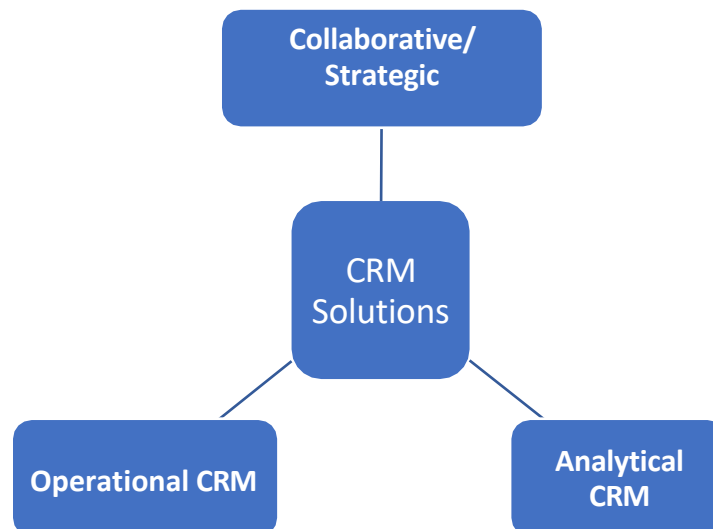 Collaborative/
Strategic
CRM
Solutions
Operational CRM
Analytical
CRM